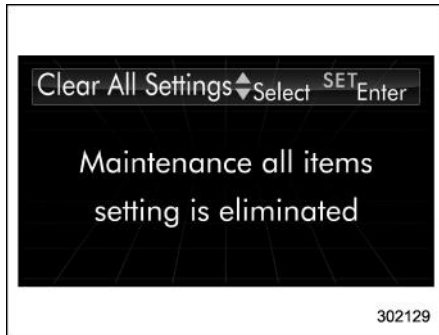 Clear All Settings Select SET Enter
Maintenance all items
setting is eliminated
302129